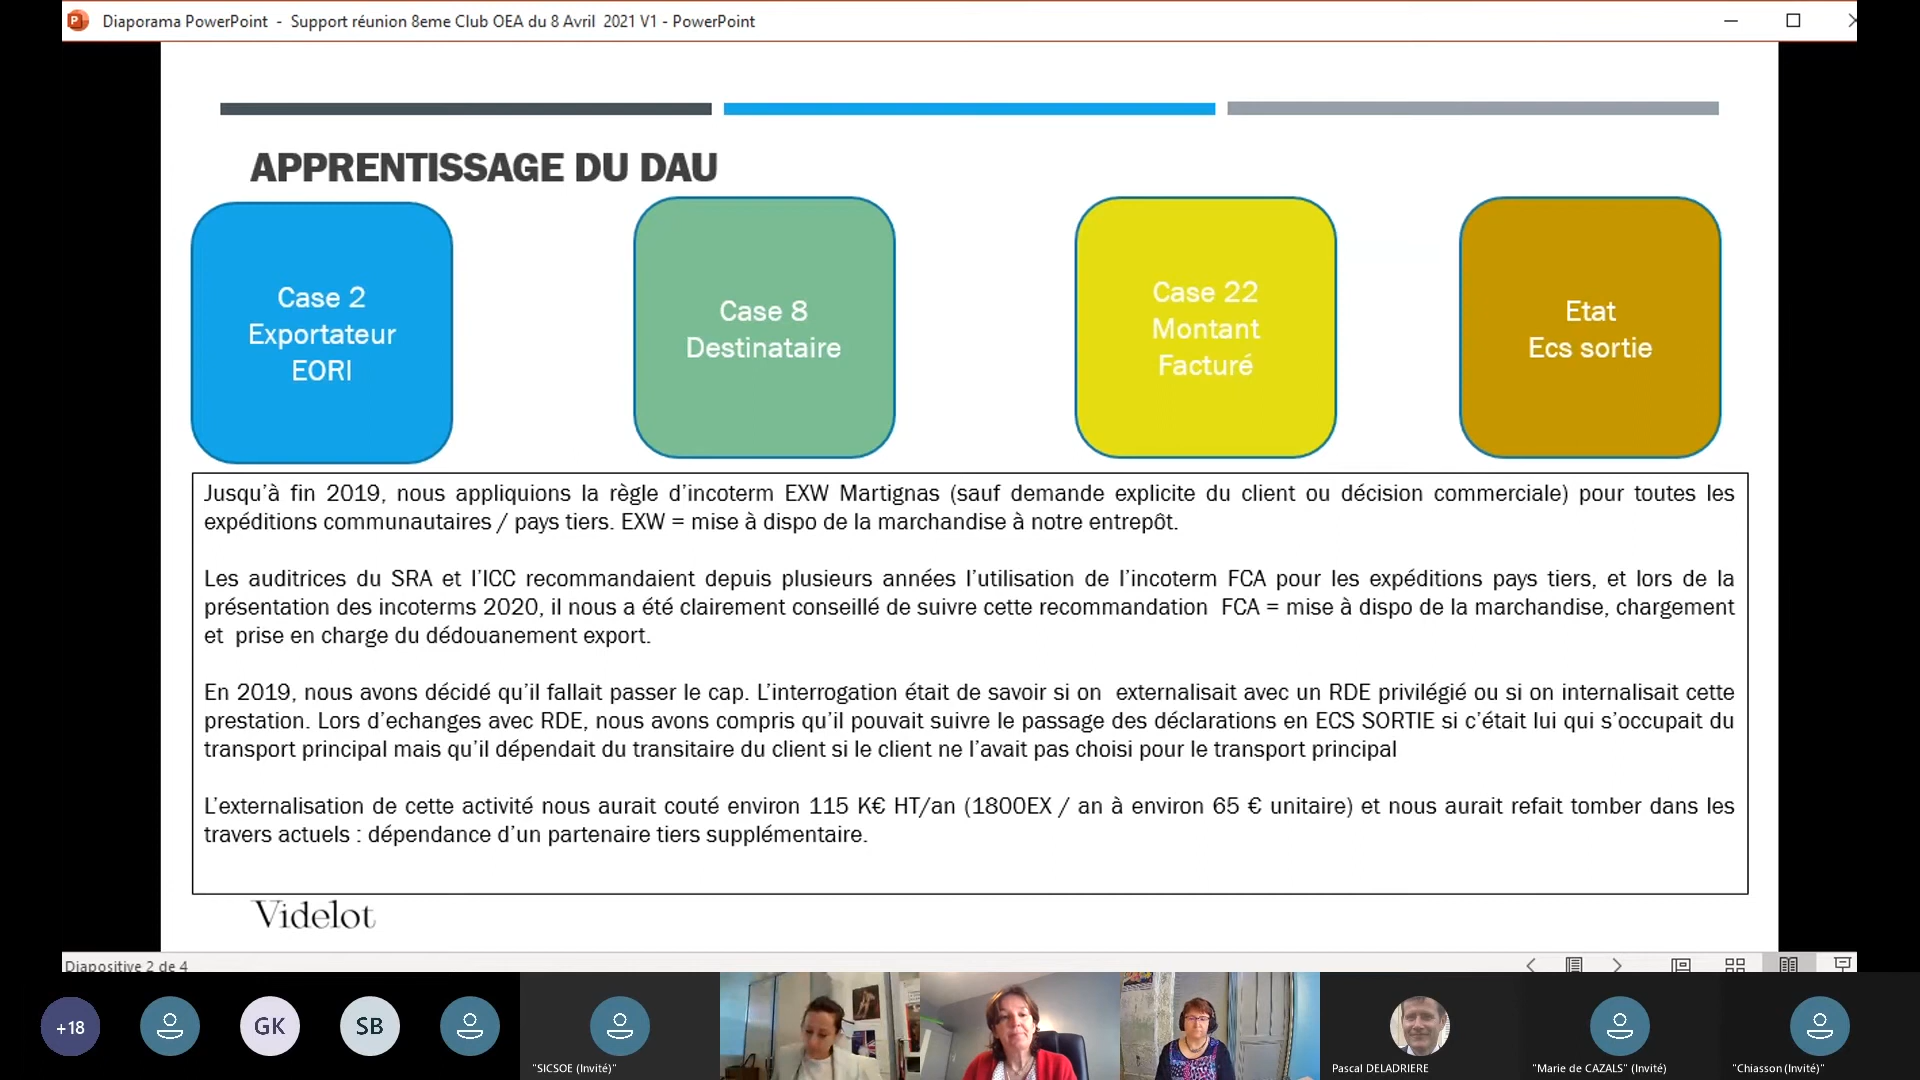 Diaporama PowerPoint - Support réunion 8eme Club OEA du 8 Avril 2021 V1 - PowerPoint
APPRENTISSAGE DU DAU
Case 2
Exportateur
EORI
Case 8
Destinataire
Case 22
Montant
Facturé
Etat
Ecs sortie
Jusqu’à fin 2019, nous appliquions la règle d’incoterm EXW Martignas (sauf demande explicite du client ou décision commerciale) pour toutes les
expéditions communautaires / pays tiers. EXW = mise à dispo de la marchandise à notre entrepôt.
Les auditrices du SRA et l’ICC recommandaient depuis plusieurs années l’utilisation de l’incoterm FCA pour les expéditions pays tiers, et lors de la
présentation des incoterms 2020, il nous a été clairement conseillé de suivre cette recommandation FCA = mise à dispo de la marchandise, chargement
et prise en charge du dédouanement export.
En 2019, nous avons décidé qu’il fallait passer le cap. L’interrogation était de savoir si on externalisait avec un RDE privilégié ou si on internalisait cette
prestation. Lors d’echanges avec RDE, nous avons compris qu’il pouvait suivre le passage des déclarations en ECS SORTIE si c’était lui qui s’occupait du
transport principal mais qu’il dépendait du transitaire du client si le client ne l’avait pas choisi pour le transport principal
L’externalisation de cette activité nous aurait couté environ 115 K€ HT/an (1800EX / an à environ 65 € unitaire) et nous aurait refait tomber dans les
travers actuels : dépendance d’un partenaire tiers supplémentaire.
Videlot
Diapositive 2 de 4
+18
GK
SB
"SICSOE (Invité)"
Pascal DELADRIERE
"Marie de CAZALS" (Invité)
"Chiasson (Invité)"